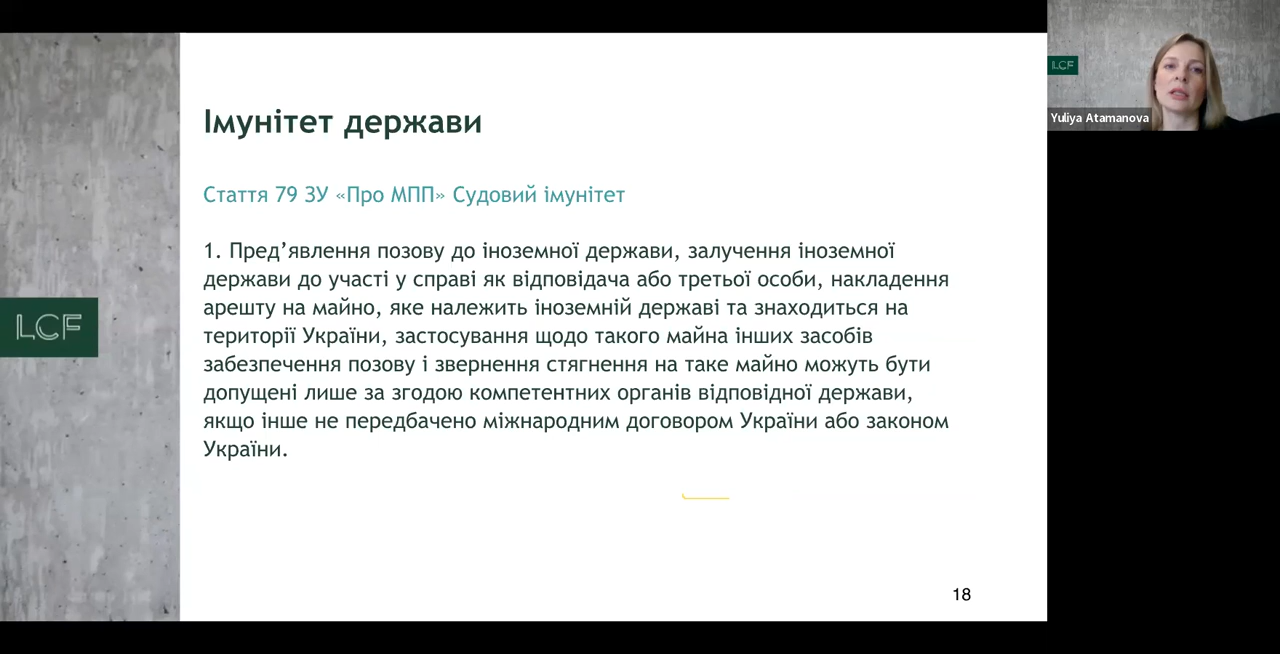 LCF
Yuliya Atamanova
Імунітет держави
Стаття 79 ЗУ «Про МПП» Судовий імунітет
1. Пред’явлення позову до іноземної держави, залучення іноземної
держави до участі у справі як відповідача або третьої особи, накладення
арешту на майно, яке належить іноземній державі та знаходиться на
території України, застосування щодо такого майна інших засобів
забезпечення позову і звернення стягнення на таке майно можуть бути
допущені лише за згодою компетентних органів відповідної держави,
якщо інше не передбачено міжнародним договором України або законом
України.
LCF
18